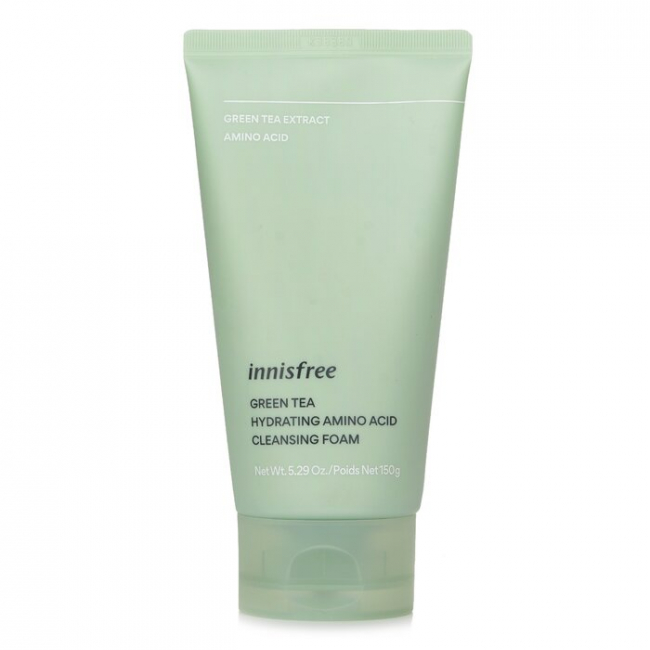 GREEN TEA EXTRACT
AMINO ACID
innisfree
GREEN TEA
HYDRATING AMINO ACID
CLEANSING FOAM
Net Wt. 5.29 Oz./Poids Net 150g